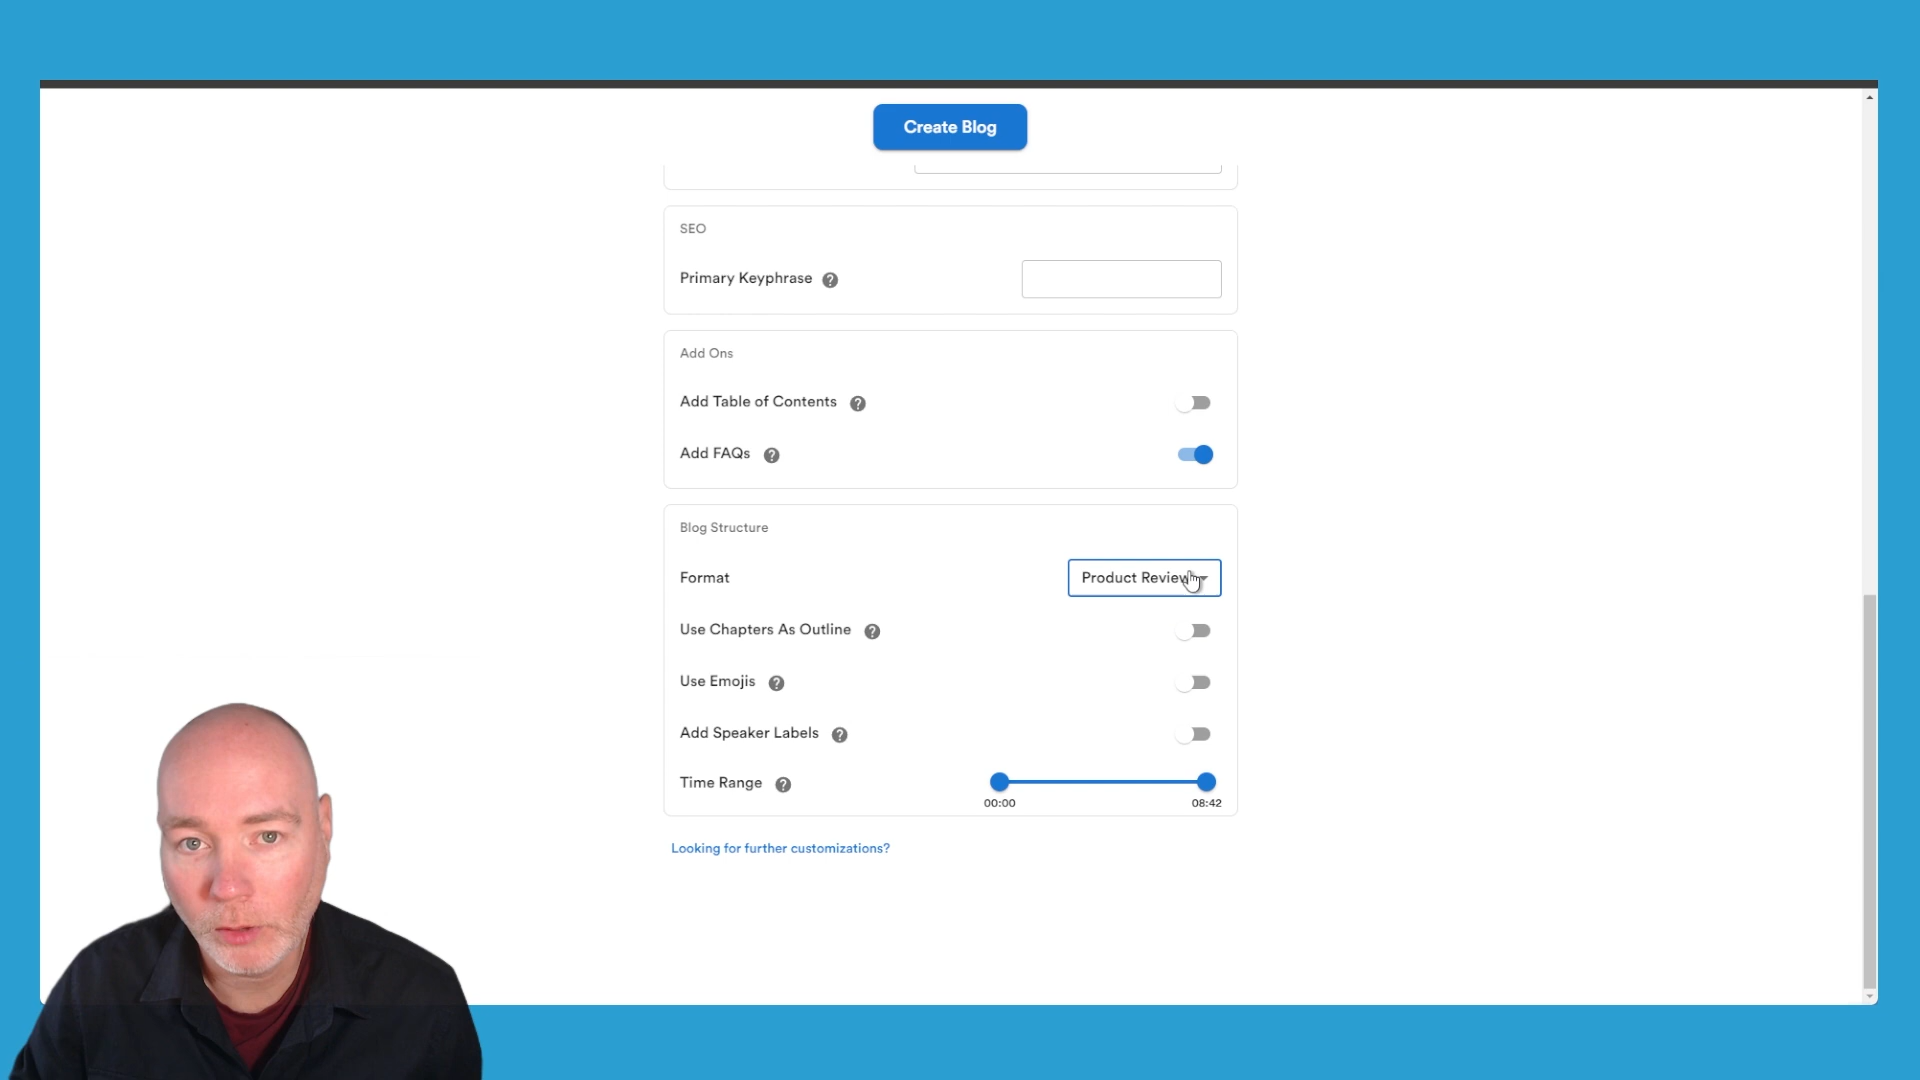 Create Blog
SEO
Primary Keyphrase
Add Ons
Add Table of Contents
Add FAQs
Blog Structure
Format
Product Review
Use Chapters As Outline
Use Emojis
Add Speaker Labels
Time Range
00:00
08:42
Looking for further customizations?